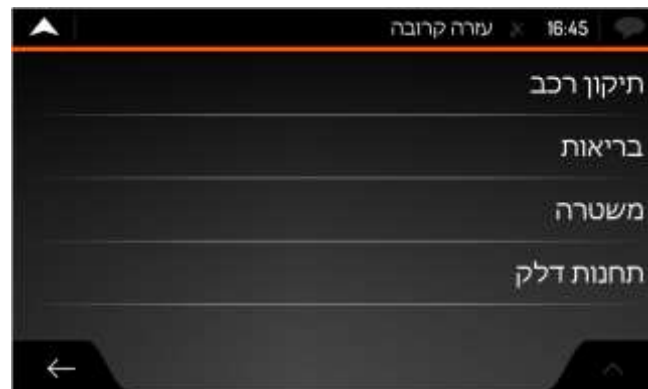 עזרה קרובה 16:45
תיקון רכב
בריאות
משטרה
תחנות דלק